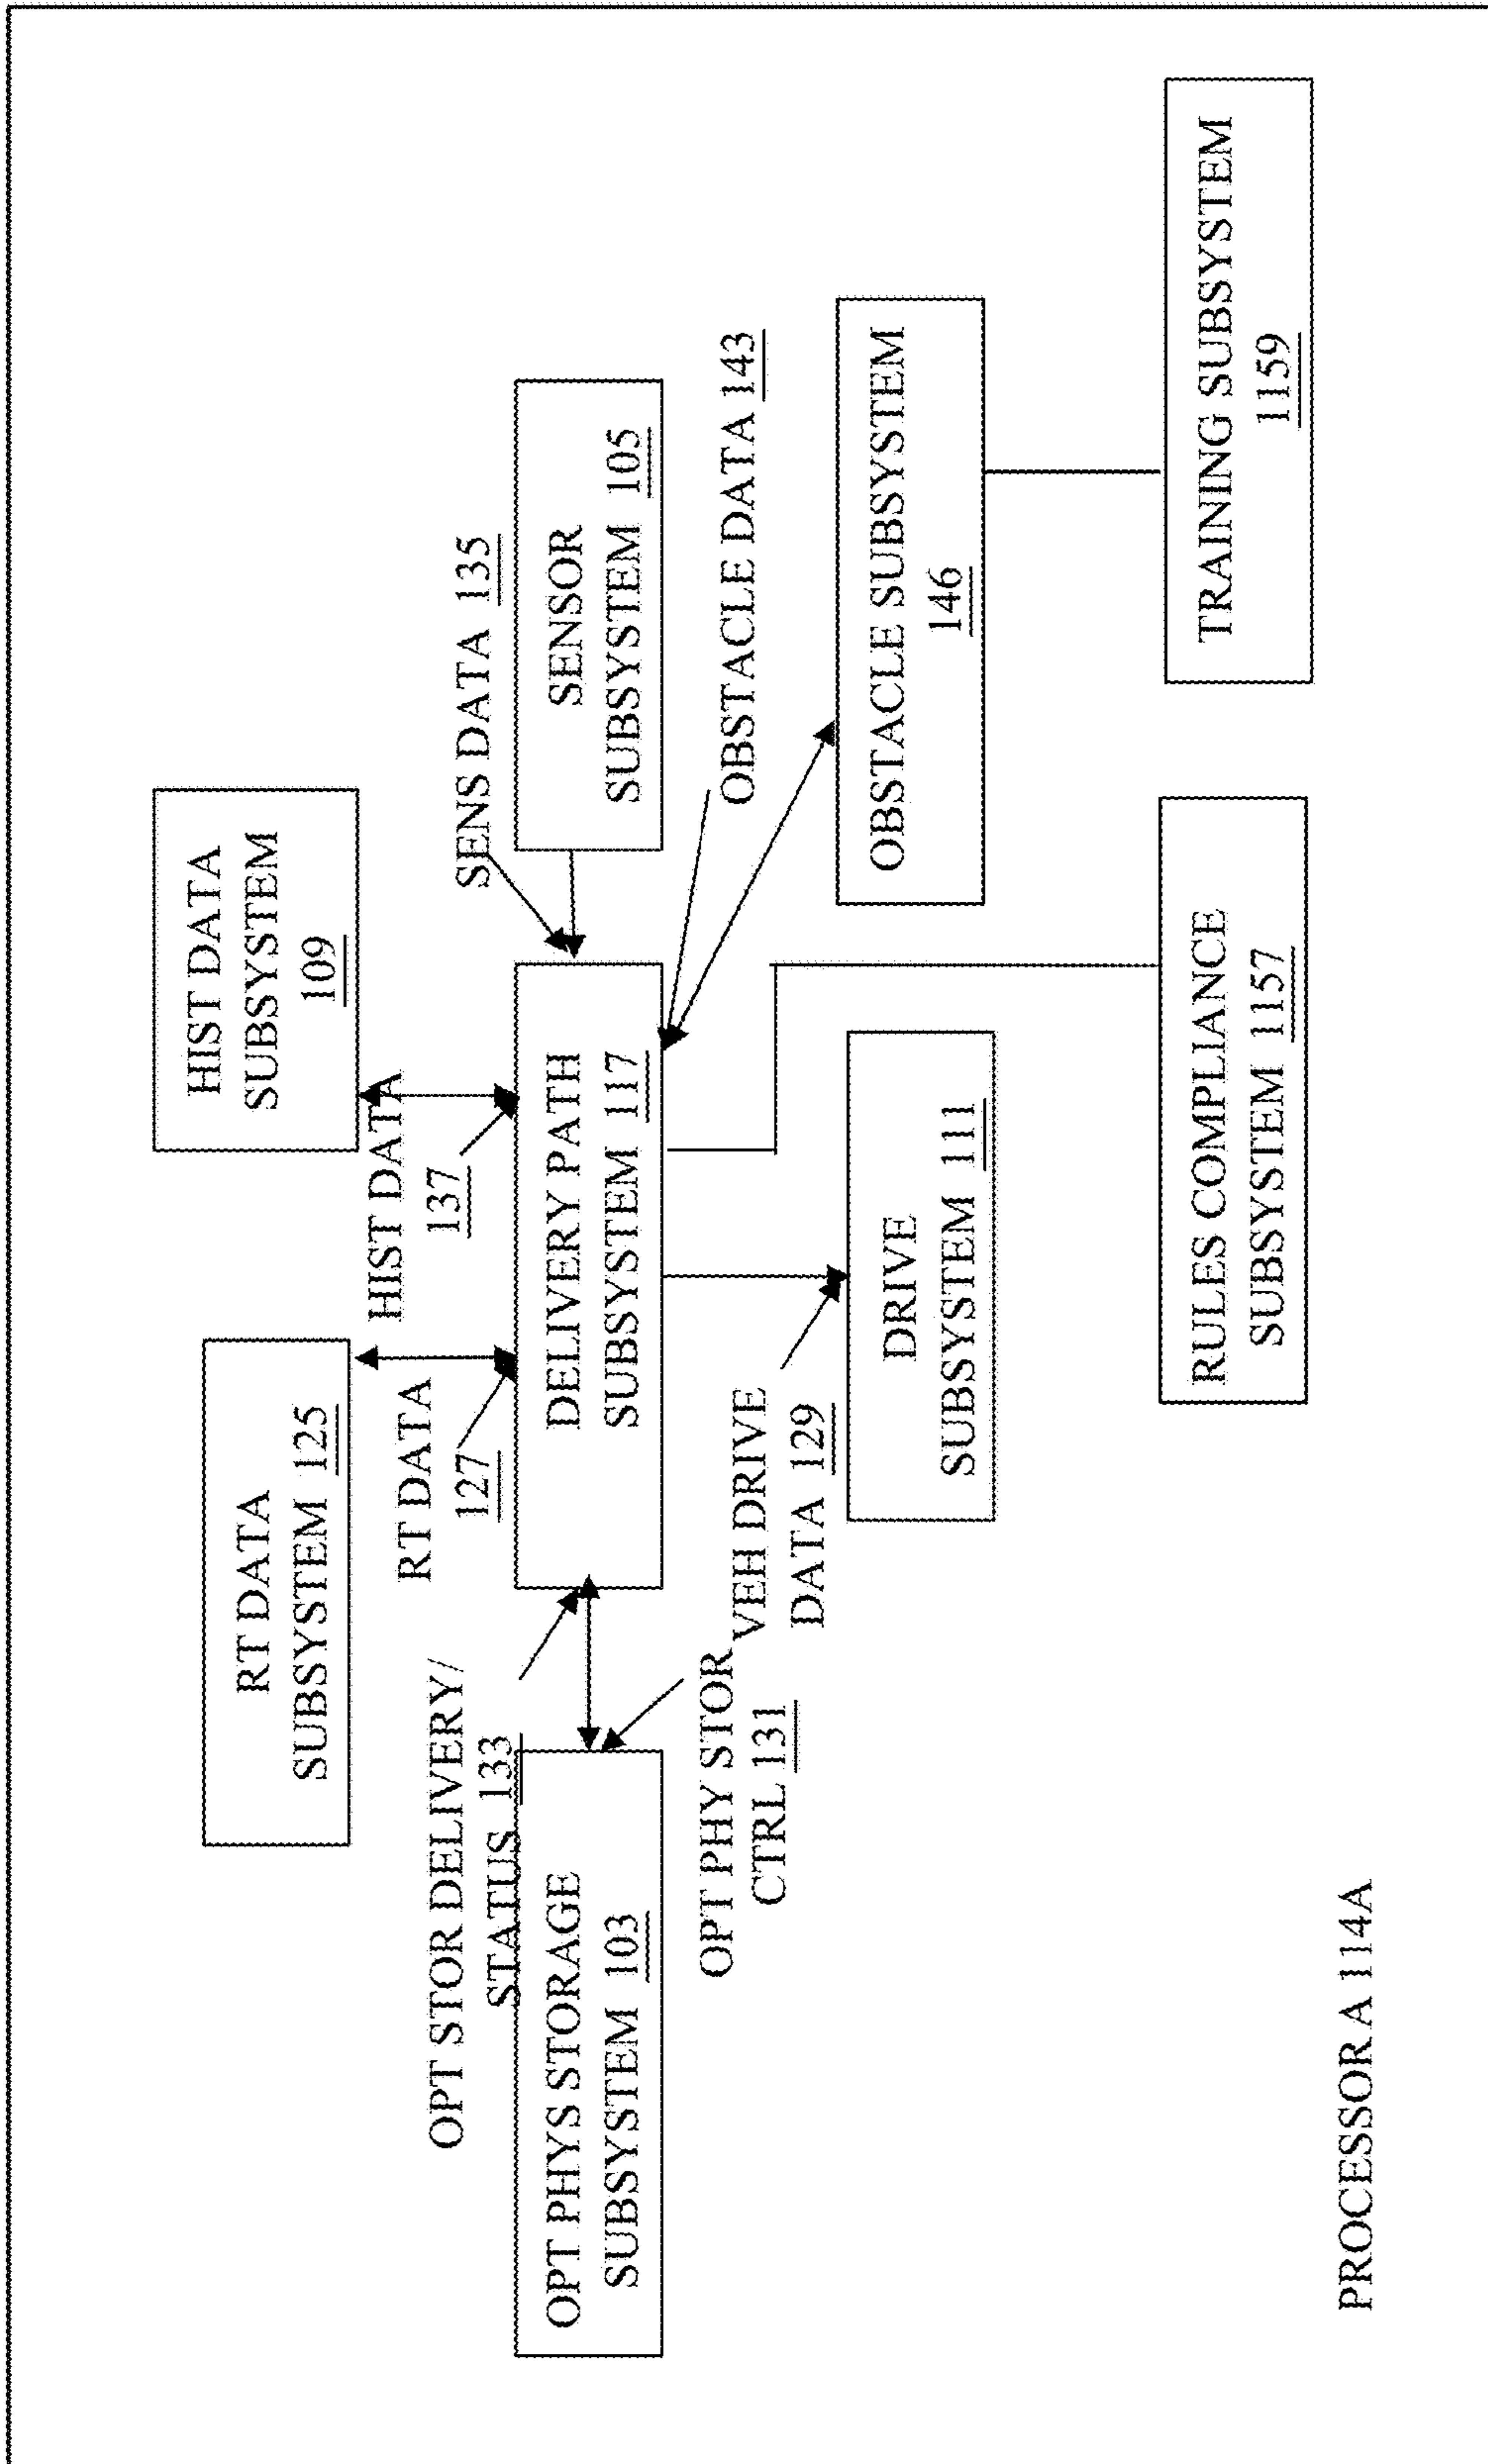 HIST DATA
SUBSYSTEM
109
RT DATA
SUBSYSTEM 125
HIST DATA
137
SENS DATA 135
RT DATA
127
OPT STOR DELIVERY/
STATUS 133
OPT PHYS STORAGE
SUBSYSTEM 103
DELIVERY PATH
SUBSYSTEM 117
SENSOR
SUBSYSTEM 105
OPT PHY STOR
CTRL 131
VEH DRIVE
DATA 129
OBSTACLE DATA 143
DRIVE
SUBSYSTEM 111
OBSTACLE SUBSYSTEM
146
RULES COMPLIANCE
SUBSYSTEM 1157
TRAINING SUBSYSTEM
1159
PROCESSOR A 114A